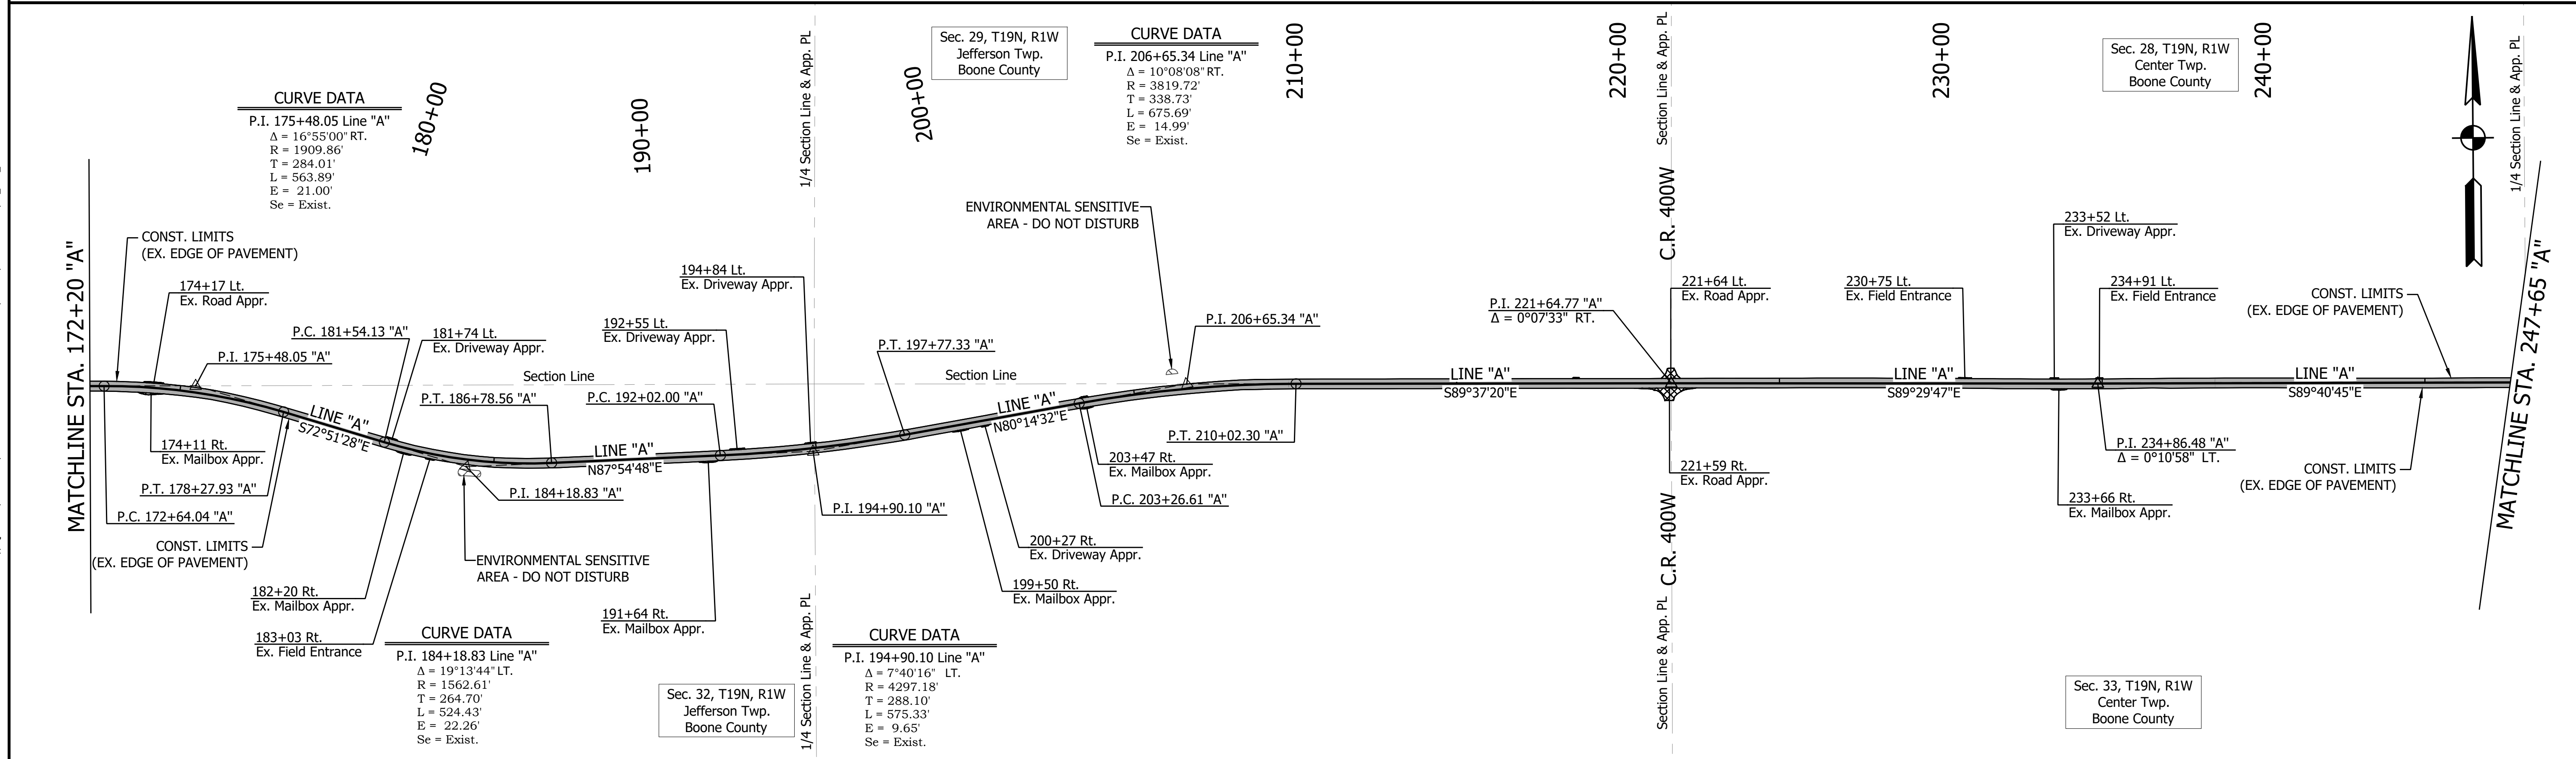 Sec. 29, T19N, R1W
Jefferson Twp.
Boone County
CURVE DATA
P.I. 206+65.34 Line "A"
Δ = 10°08'08" RT.
R = 3819.72'
T = 338.73'
L = 675.69'
E = 14.99'
Se = Exist.
Sec. 28, T19N, R1W
Center Twp.
Boone County
CURVE DATA
P.I. 175+48.05 Line "A"
Δ = 16°55'00" RT.
R = 1909.86'
T = 284.01'
L = 563.89'
E = 21.00'
Se = Exist.
180+00
190+00
200+00
210+00
220+00
230+00
240+00
1/4 Section Line & App. PL
Section Line & App. PL
1/4 Section Line & App. PL
C.R. 400W
MATCHLINE STA. 172+20 "A"
CONST. LIMITS
(EX. EDGE OF PAVEMENT)
174+17 Lt.
Ex. Road Appr.
P.C. 181+54.13 "A"
P.I. 175+48.05 "A"
181+74 Lt.
Ex. Driveway Appr.
192+55 Lt.
Ex. Driveway Appr.
194+84 Lt.
Ex. Driveway Appr.
P.T. 197+77.33 "A"
ENVIRONMENTAL SENSITIVE
AREA - DO NOT DISTURB
P.I. 206+65.34 "A"
P.I. 221+64.77 "A"
Δ = 0°07'33" RT.
221+64 Lt.
Ex. Road Appr.
230+75 Lt.
Ex. Field Entrance
233+52 Lt.
Ex. Driveway Appr.
234+91 Lt.
Ex. Field Entrance
CONST. LIMITS
(EX. EDGE OF PAVEMENT)
MATCHLINE STA. 247+65 "A"
Section Line
Section Line
LINE "A"
S72°51'28"E
LINE "A"
N87°54'48"E
LINE "A"
N80°14'32"E
LINE "A"
S89°37'20"E
LINE "A"
S89°29'47"E
LINE "A"
S89°40'45"E
P.T. 186+78.56 "A"
P.C. 192+02.00 "A"
174+11 Rt.
Ex. Mailbox Appr.
P.T. 178+27.93 "A"
P.C. 172+64.04 "A"
CONST. LIMITS
(EX. EDGE OF PAVEMENT)
182+20 Rt.
Ex. Mailbox Appr.
183+03 Rt.
Ex. Field Entrance
P.I. 184+18.83 "A"
ENVIRONMENTAL SENSITIVE
AREA - DO NOT DISTURB
191+64 Rt.
Ex. Mailbox Appr.
P.I. 194+90.10 "A"
P.T. 210+02.30 "A"
203+47 Rt.
Ex. Mailbox Appr.
P.C. 203+26.61 "A"
200+27 Rt.
Ex. Driveway Appr.
199+50 Rt.
Ex. Mailbox Appr.
221+59 Rt.
Ex. Road Appr.
P.I. 234+86.48 "A"
Δ = 0°10'58" LT.
233+66 Rt.
Ex. Mailbox Appr.
CONST. LIMITS
(EX. EDGE OF PAVEMENT)
C.R. 400W
1/4 Section Line & App. PL
Section Line & App. PL
CURVE DATA
P.I. 184+18.83 Line "A"
Δ = 19°13'44" LT.
R = 1562.61'
T = 264.70'
L = 524.43'
E = 22.26'
Se = Exist.
Sec. 32, T19N, R1W
Jefferson Twp.
Boone County
CURVE DATA
P.I. 194+90.10 Line "A"
Δ = 7°40'16" LT.
R = 4297.18'
T = 288.10'
L = 575.33'
E = 9.65'
Se = Exist.
Sec. 33, T19N, R1W
Center Twp.
Boone County